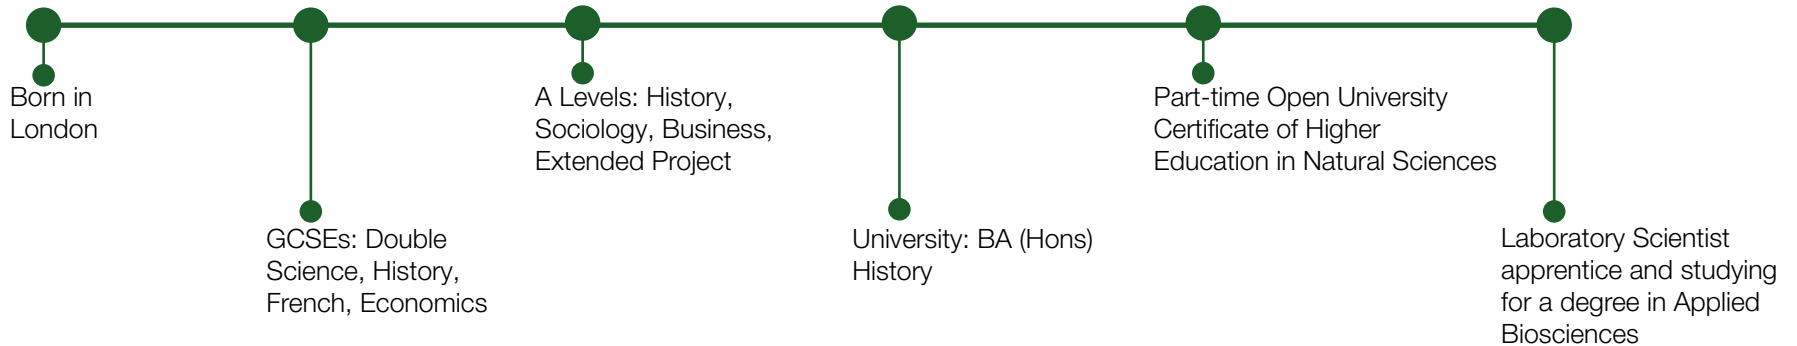 Born in
London
GCSEs: Double
Science, History,
French, Economics
A Levels: History,
Sociology, Business,
Extended Project
University: BA (Hons)
History
Part-time Open University
Certificate of Higher
Education in Natural Sciences
Laboratory Scientist
apprentice and studying
for a degree in Applied
Biosciences